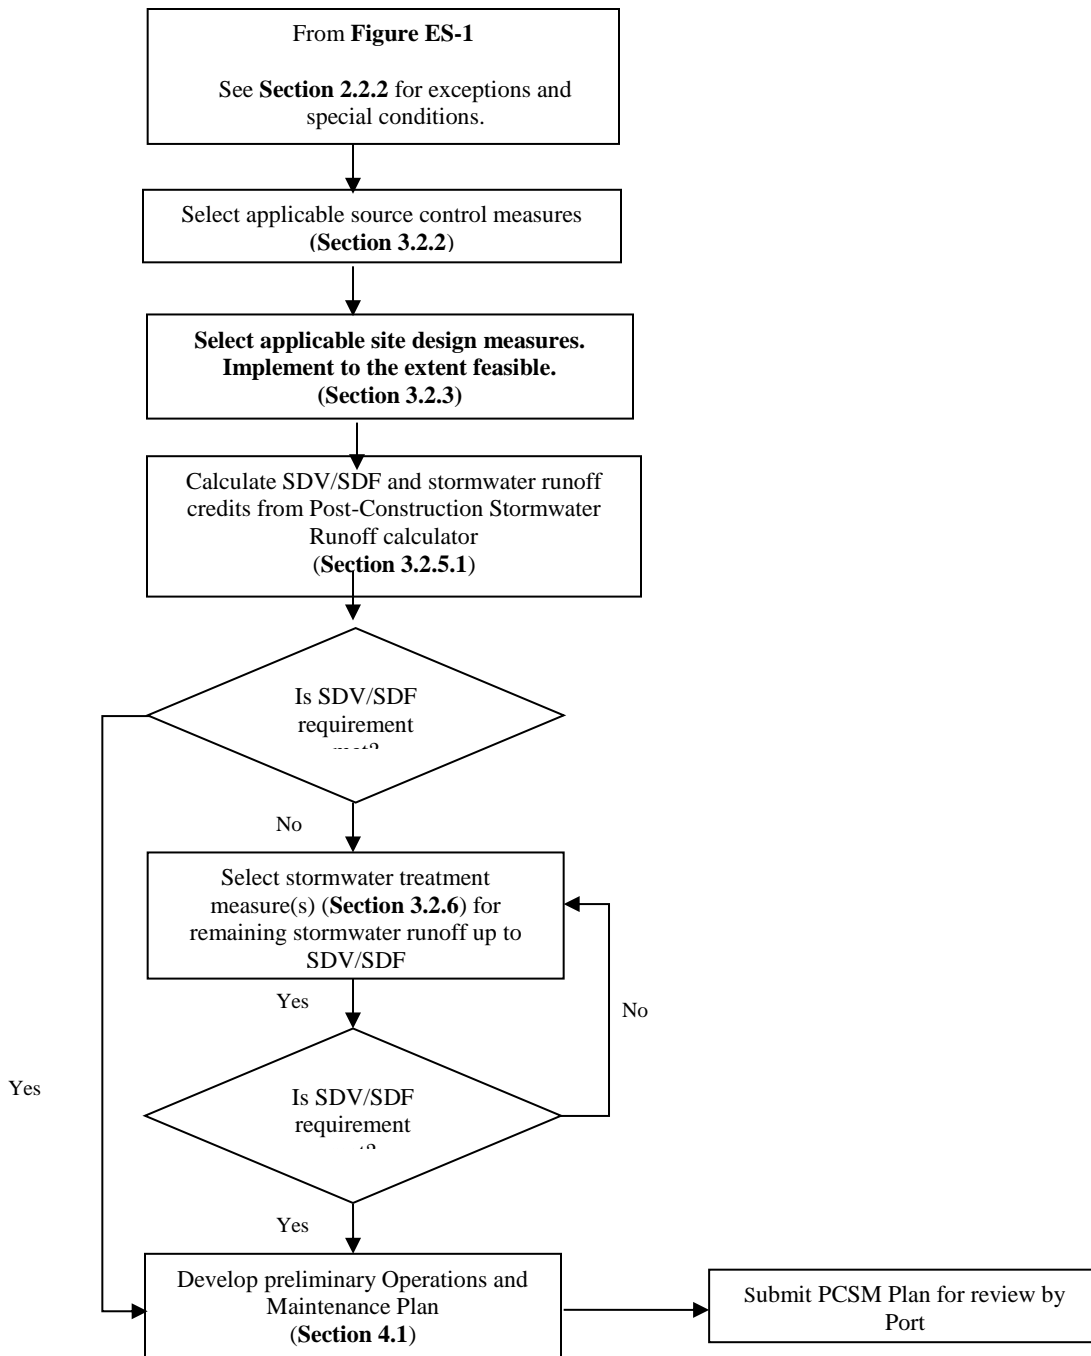 From Figure ES-1
See Section 2.2.2 for exceptions and
special conditions.
Select applicable source control measures
(Section 3.2.2)
Select applicable site design measures.
Implement to the extent feasible.
(Section 3.2.3)
Calculate SDV/SDF and stormwater runoff
credits from Post-Construction Stormwater
Runoff calculator
(Section 3.2.5.1)
Is SDV/SDF
requirement
No
Select stormwater treatment
measure(s) (Section 3.2.6) for
remaining stormwater runoff up to
SDV/SDF
Yes
No
Yes
Is SDV/SDF
requirement
Yes
Develop preliminary Operations and
Maintenance Plan
(Section 4.1)
Submit PCSM Plan for review by
Port